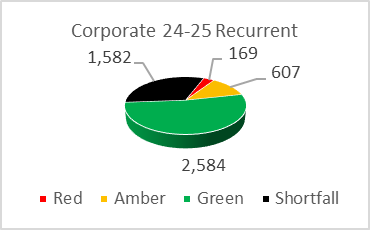 Corporate 24-25 Recurrent
1,582
169
607
2,584
Red Amber Green Shortfall